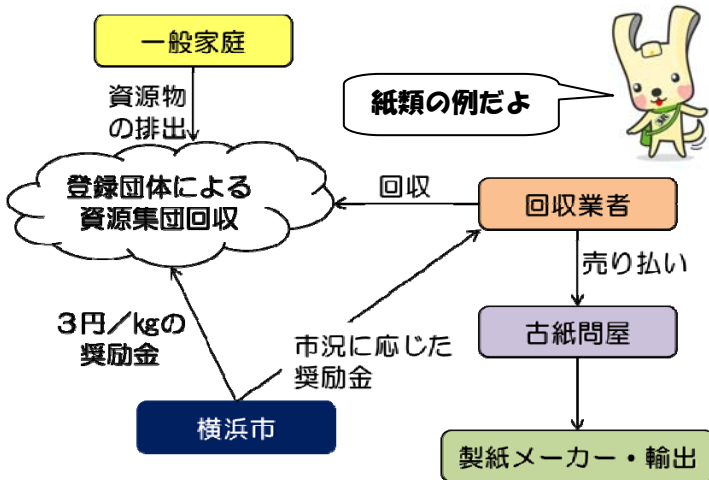 一般家庭
資源物
の排出
紙類の例だよ
登録団体による
資源集団回収
回収
回収業者
売り払い
3円/kgの
奨励金
市況に応じた
奨励金
古紙問屋
横浜市
製紙メーカー・輸出